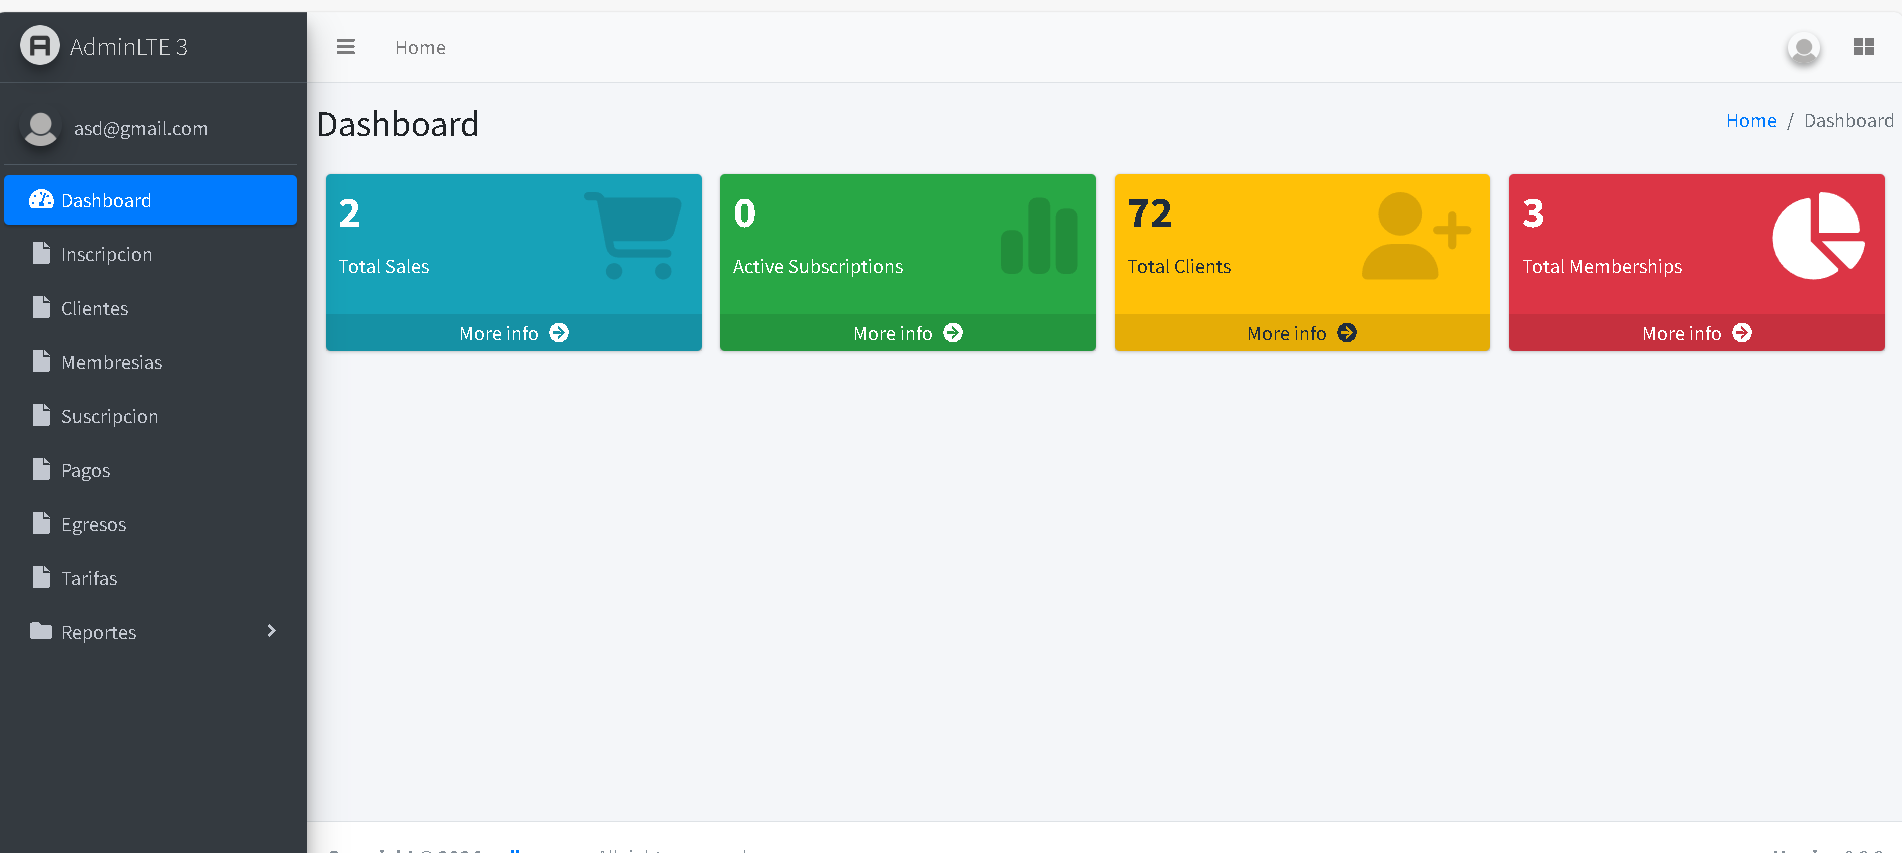 AdminLTE 3
Home
asd@gmail.com
Dashboard
Home / Dashboard
Dashboard
Inscripcion
Clientes
Membresias
Suscripcion
Pagos
Egresos
Tarifas
Reportes
2
Total Sales
More info
0
Active Subscriptions
More info
72
Total Clients
More info
3
Total Memberships
More info